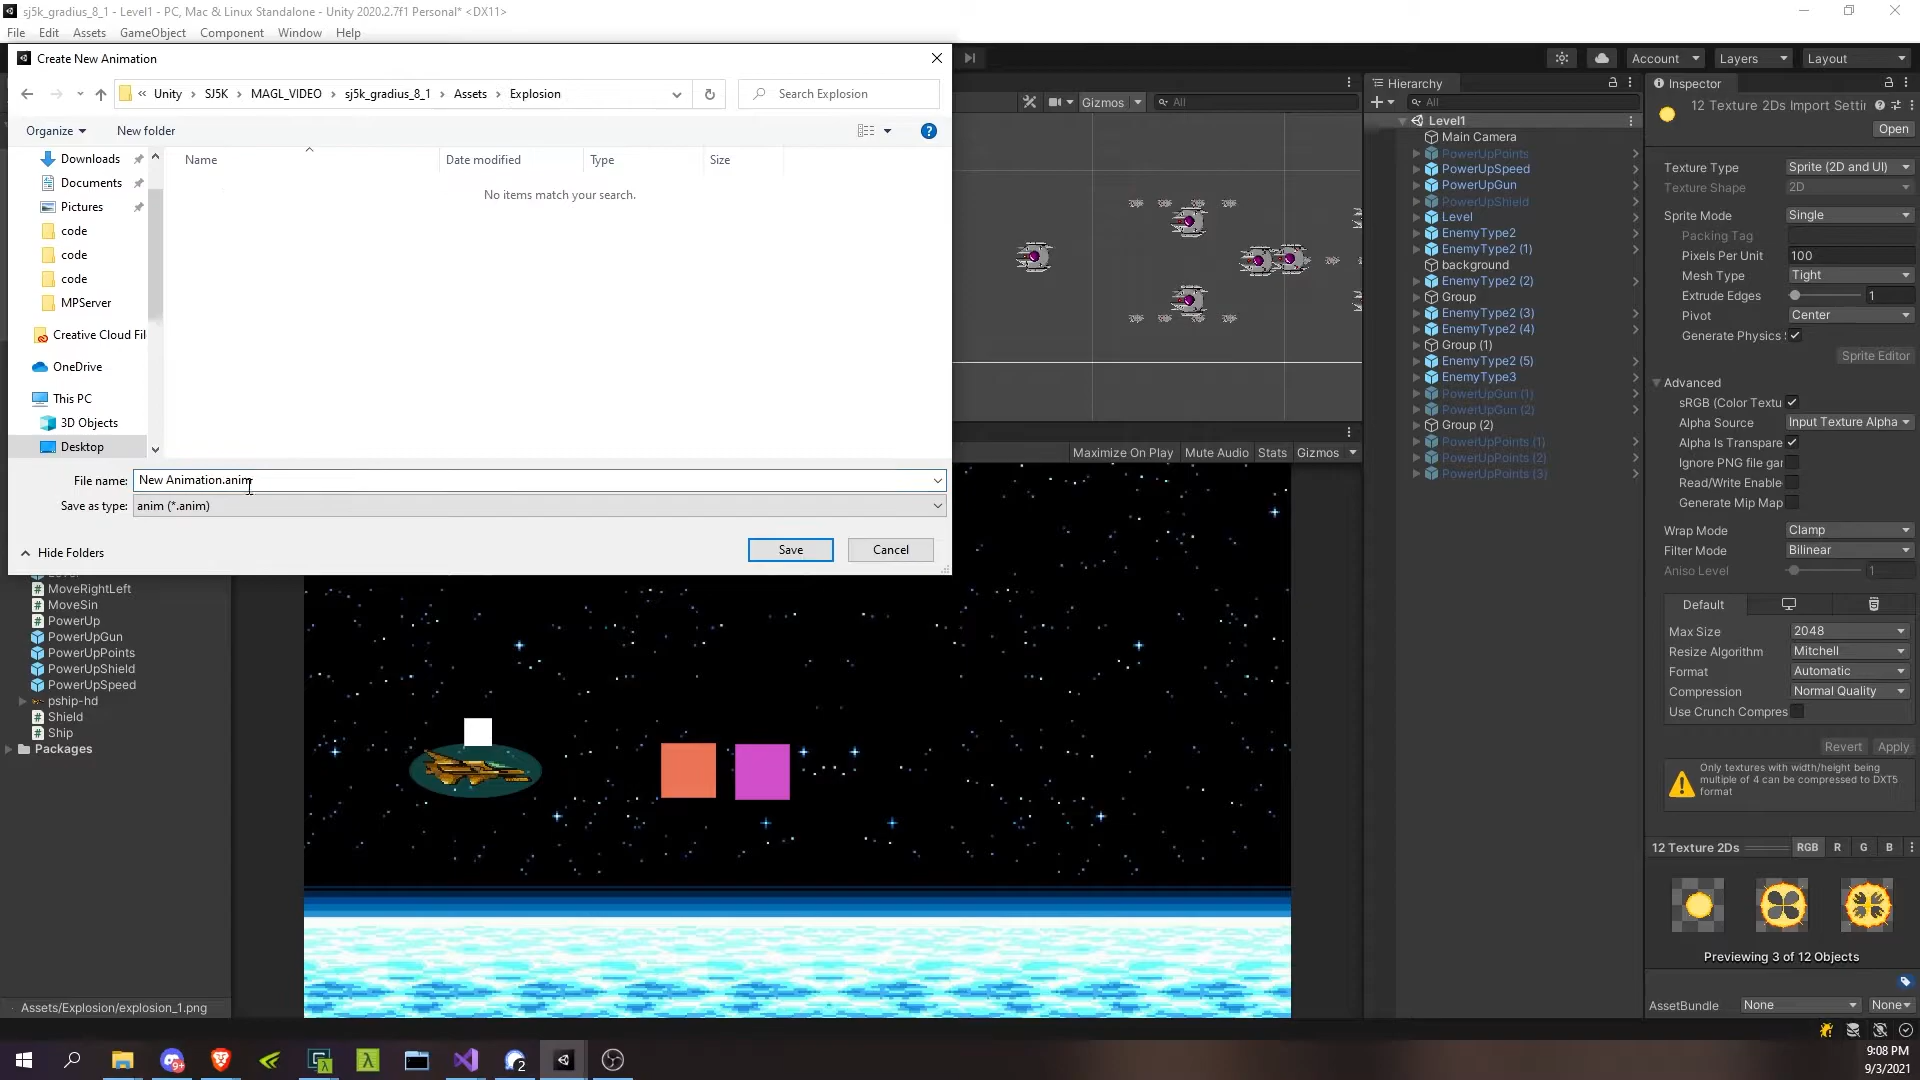 sj5k_gradius_8_1 - Level1 - PC, Mac & Linux Standalone - Unity 2020.2.7f1 Personal* <DX11>
File Edit Assets GameObject Component Window Help
Create New Animation
Account Layers Layout
« Unity > SJ5K > MAGL_VIDEO > sj5k_gradius_8_1 > Assets > Explosion
Search Explosion
Organize New folder
Name Date modified Type Size
No items match your search.
Downloads
Documents
Pictures
code
code
code
MPServer
Creative Cloud Fil
OneDrive
This PC
3D Objects
Desktop
File name: New Animation.anim
Save as type: anim (*.anim)
Hide Folders
Save Cancel
Gizmos All
Maximize On Play Mute Audio Stats Gizmos
Hierarchy
All
Level1
Main Camera
PowerUpPoints
PowerUpSpeed
PowerUpGun
PowerUpShield
Level
EnemyType2
EnemyType2 (1)
background
EnemyType2 (2)
Group
EnemyType2 (3)
EnemyType2 (4)
Group (1)
EnemyType2 (5)
EnemyType3
PowerUpGun (1)
PowerUpGun (2)
Group (2)
PowerUpPoints (1)
PowerUpPoints (2)
PowerUpPoints (3)
Inspector
12 Texture 2Ds Import Settin
Open
Texture Type Sprite (2D and UI)
Texture Shape 2D
Sprite Mode Single
Packing Tag
Pixels Per Unit 100
Mesh Type Tight
Extrude Edges 1
Pivot Center
Generate Physics S
Sprite Editor
Advanced
sRGB (Color Textu
Alpha Source Input Texture Alpha
Alpha Is Transpare
Ignore PNG file gar
Read/Write Enable
Generate Mip Map
Wrap Mode Clamp
Filter Mode Bilinear
Aniso Level 1
Default
Max Size 2048
Resize Algorithm Mitchell
Format Automatic
Compression Normal Quality
Use Crunch Compres
Revert Apply
Only textures with width/height being
multiple of 4 can be compressed to DXT5
format
12 Texture 2Ds RGB R G B
Previewing 3 of 12 Objects
AssetBundle None None
MoveRightLeft
MoveSin
PowerUp
PowerUpGun
PowerUpPoints
PowerUpShield
PowerUpSpeed
pship-hd
Shield
Ship
Packages
Assets/Explosion/explosion_1.png
9:08 PM
9/3/2021